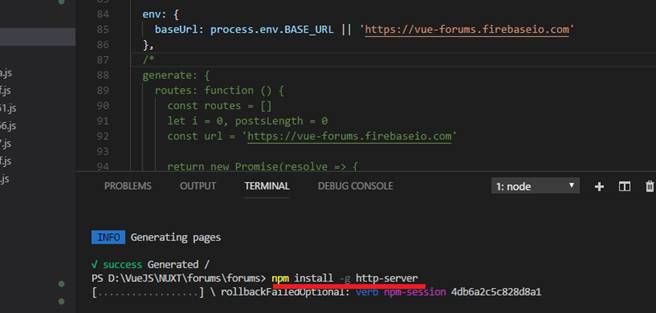 84
env: {
85
baseUrl: process.env.BASE_URL || 'https://vue-forums.firebaseio.com'
86
},
87
/*
88
generate: {
89
routes: function () {
90
const routes = []
91
let i = 0, postsLength = 0
92
const url = 'https://vue-forums.firebaseio.com'
93
94
return new Promise(resolve => {
.js
f.js
51.js
56.js
.js
f.js
.js
PROBLEMS OUTPUT TERMINAL DEBUG CONSOLE 1: node
INFO Generating pages
√ success Generated /
PS D:\VueJS\NUXT\forums\forums> npm install -g http-server
[..................] \ rollbackFailedOptional: verb npm-session 4db6a2c5c828d8a1